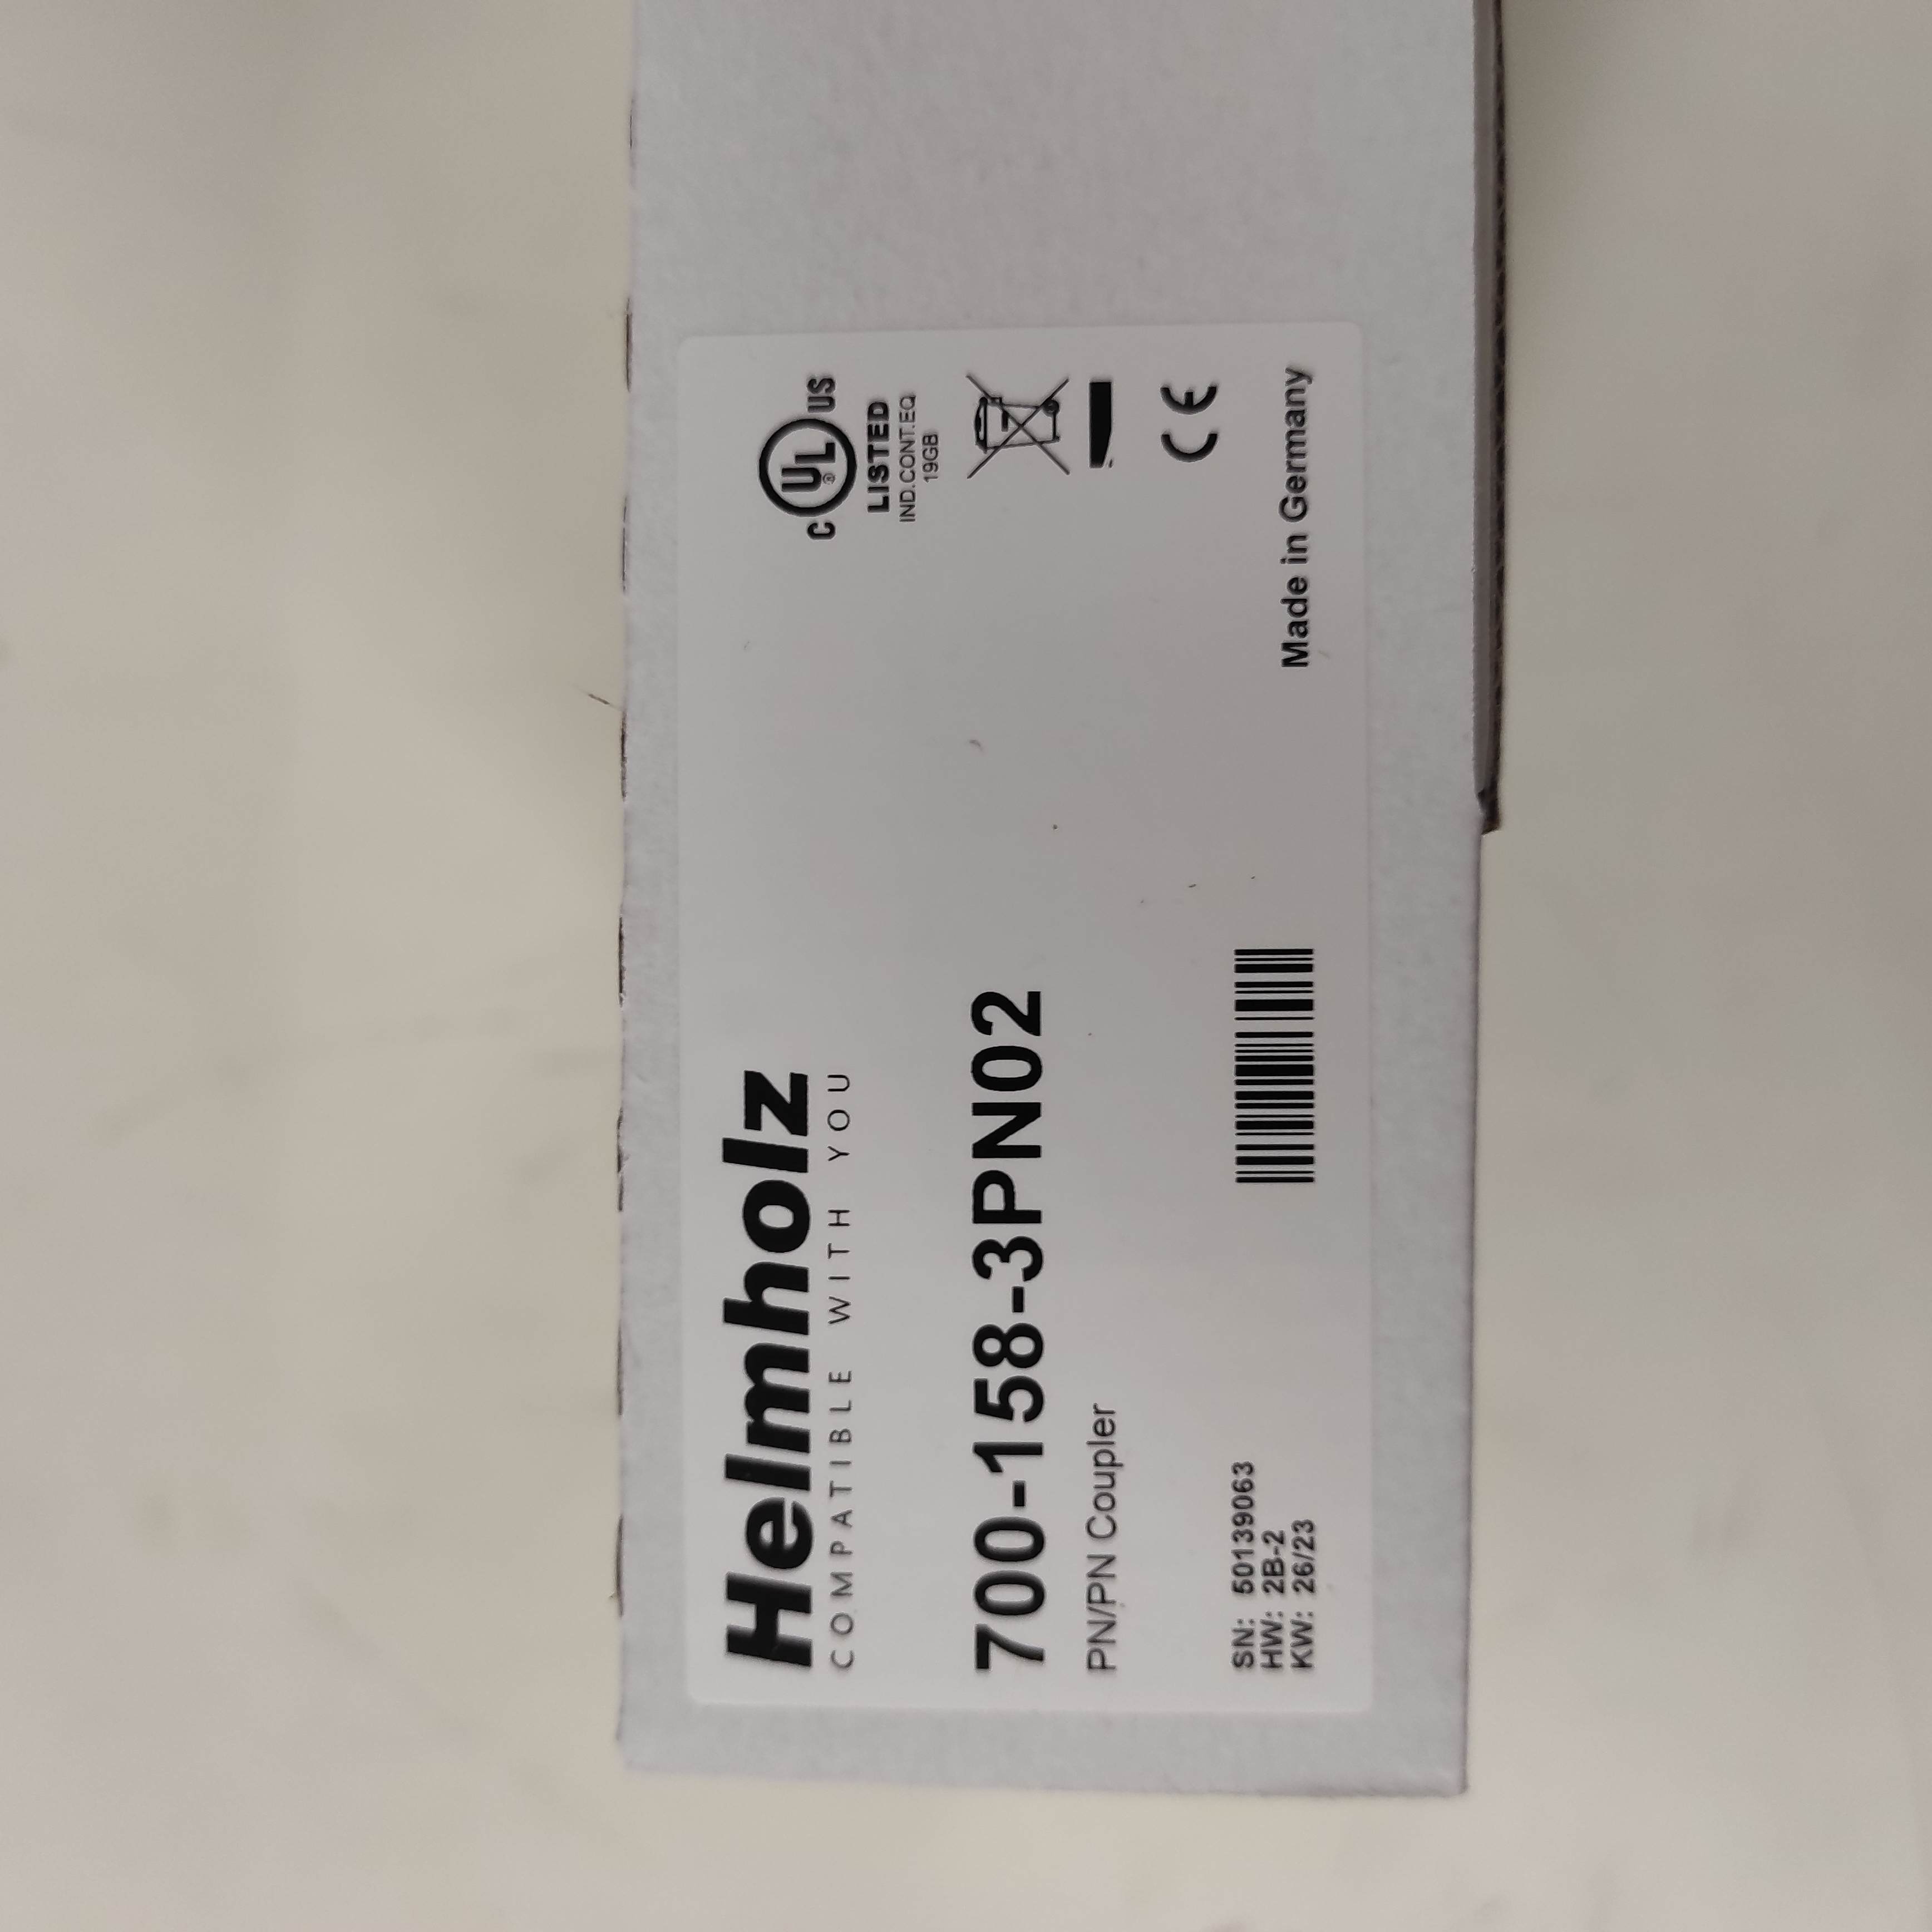 Helmholz
COMPATIBLE WITH YOU
C UL® US
LISTED
IND.CONT.EQ
19GB
700-158-3PN02
PN/PN Coupler
CE
SN: 50139063
HW: 2B-2
KW: 26/23
Made in Germany